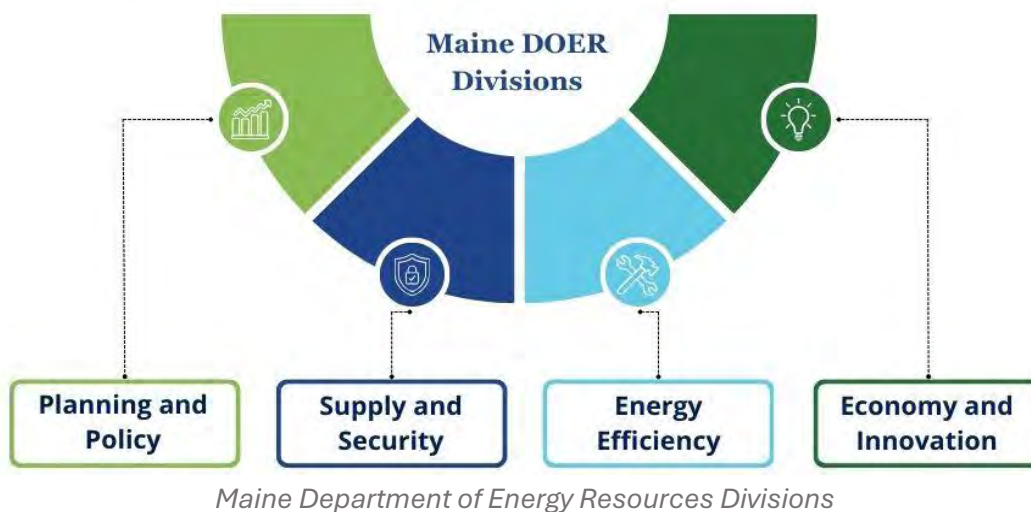 Maine DOER
Divisions
Planning and
Policy
Supply and
Security
Energy
Efficiency
Economy and
Innovation
Maine Department of Energy Resources Divisions